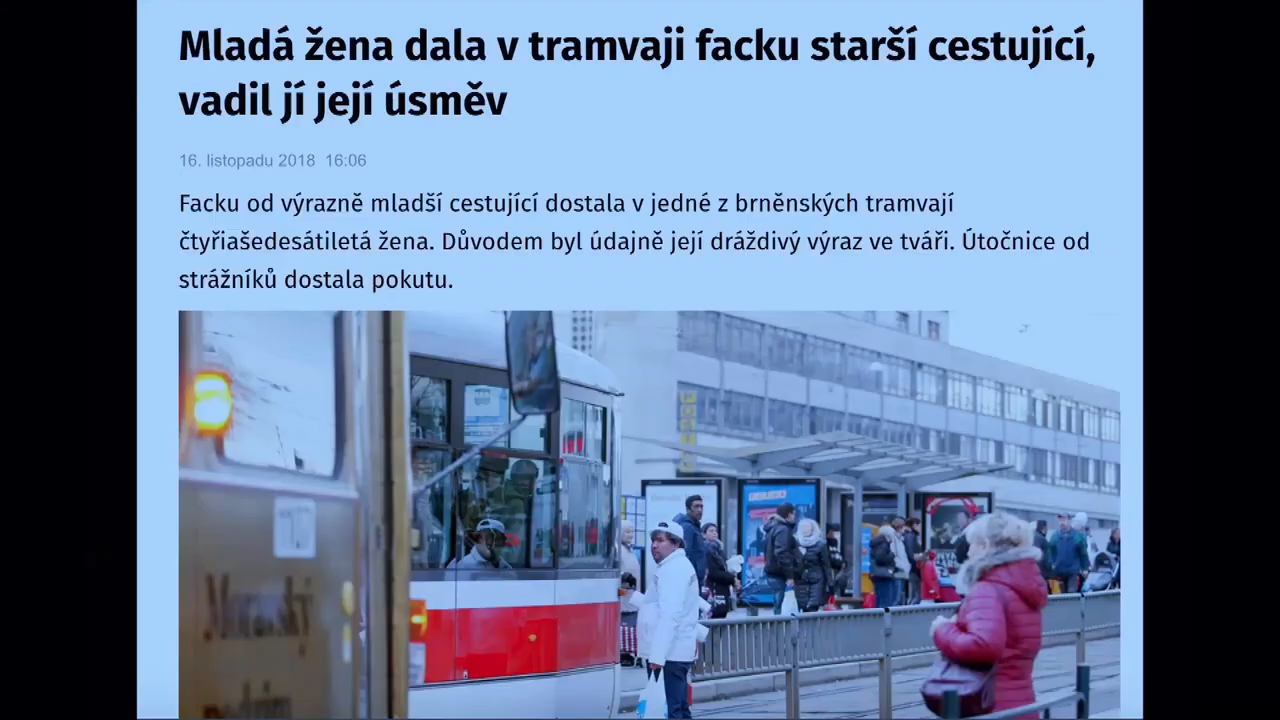 Mladá žena dala v tramvaji facku starší cestující,
vadil jí její úsměv
16. listopadu 2018  16:06
Facku od výrazně mladší cestující dostala v jedné z brněnských tramvají
čtyřiašedesátiletá žena. Důvodem byl údajně její dráždivý výraz ve tváři. Útočnice od
strážníků dostala pokutu.